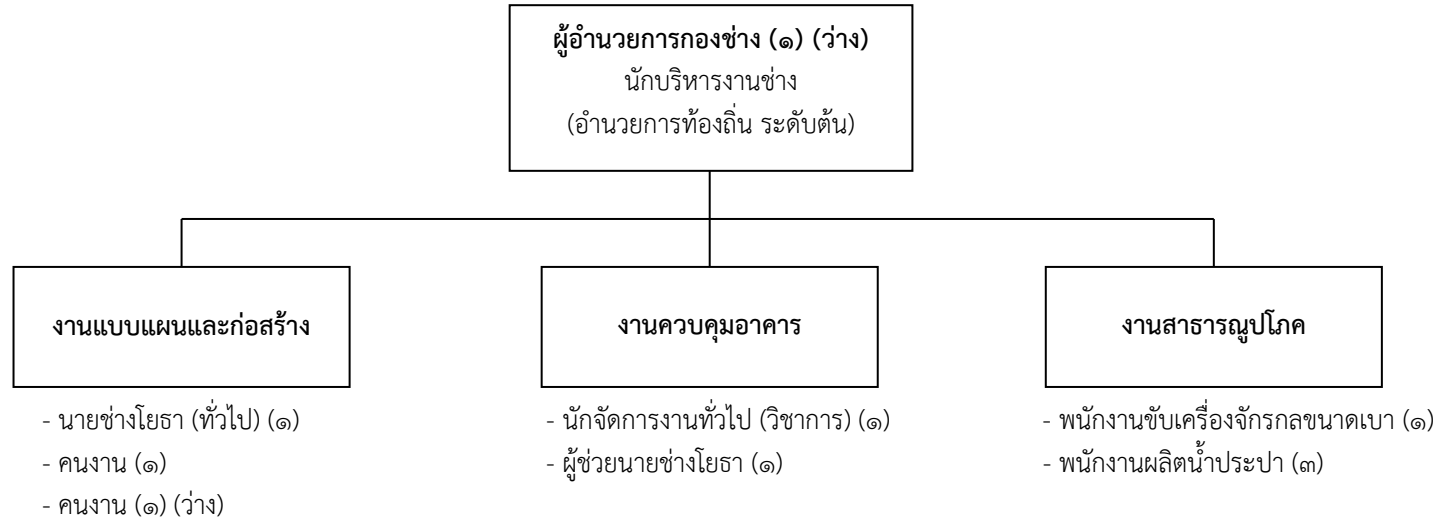 ผู้อำนวยการกองช่าง (๑) (ว่าง)
นักบริหารงานช่าง
(อำนวยการท้องถิ่น ระดับต้น)
งานแบบแผนและก่อสร้าง
- นายช่างโยธา (ทั่วไป) (๑)
- คนงาน (๑)
- คนงาน (๑) (ว่าง)
งานควบคุมอาคาร
- นักจัดการงานทั่วไป (วิชาการ) (๑)
- ผู้ช่วยนายช่างโยธา (๑)
งานสาธารณูปโภค
- พนักงานขับเครื่องจักรกลขนาดเบา (๑)
- พนักงานผลิตน้ำประปา (๓)